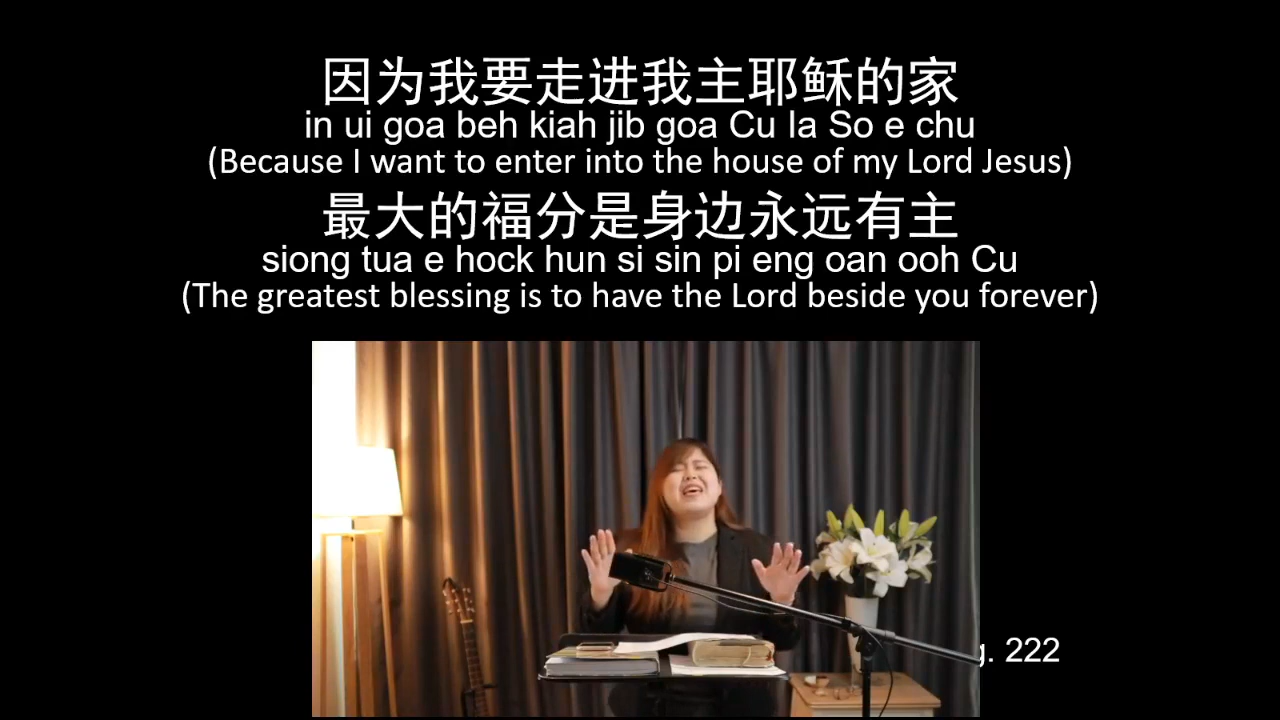 因为我要走进我主耶稣的家
in ui goa beh kiah jib goa Cu Ia So e chu
(Because I want to enter into the house of my Lord Jesus)
最大的福分是身边永远有主
siong tua e hock hun si sin pi eng oan ooh Cu
(The greatest blessing is to have the Lord beside you forever)
222